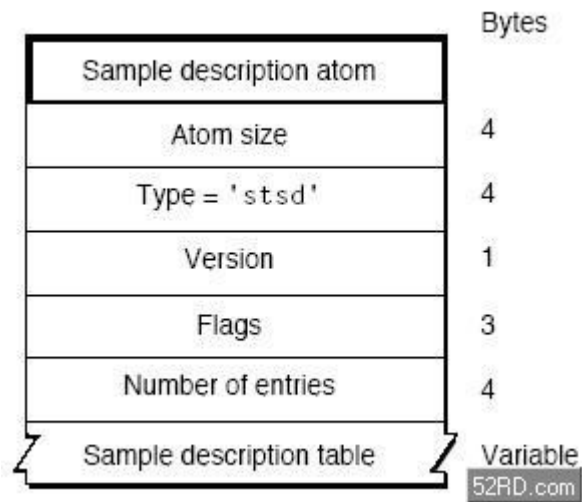 Bytes
Sample description atom
Atom size 4
Type = 'stsd' 4
Version 1
Flags 3
Number of entries 4
Sample description table Variable
52RD.com